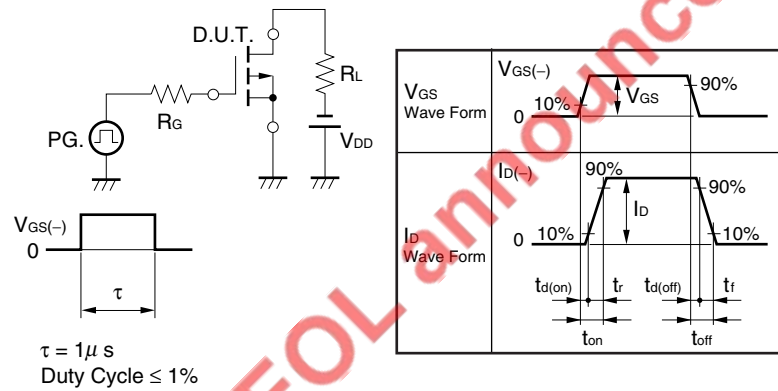 D.U.T.
RG
RL
PG.
VDD
VGS(−)
0
τ
τ = 1μ s
Duty Cycle ≤ 1%
VGS
Wave Form
VGS(−)
10%
0
VGS
90%
ID
Wave Form
ID(−)
90%
10%
0
ID
90%
10%
td(on)
tr
td(off)
tf
ton
toff
EOL announce